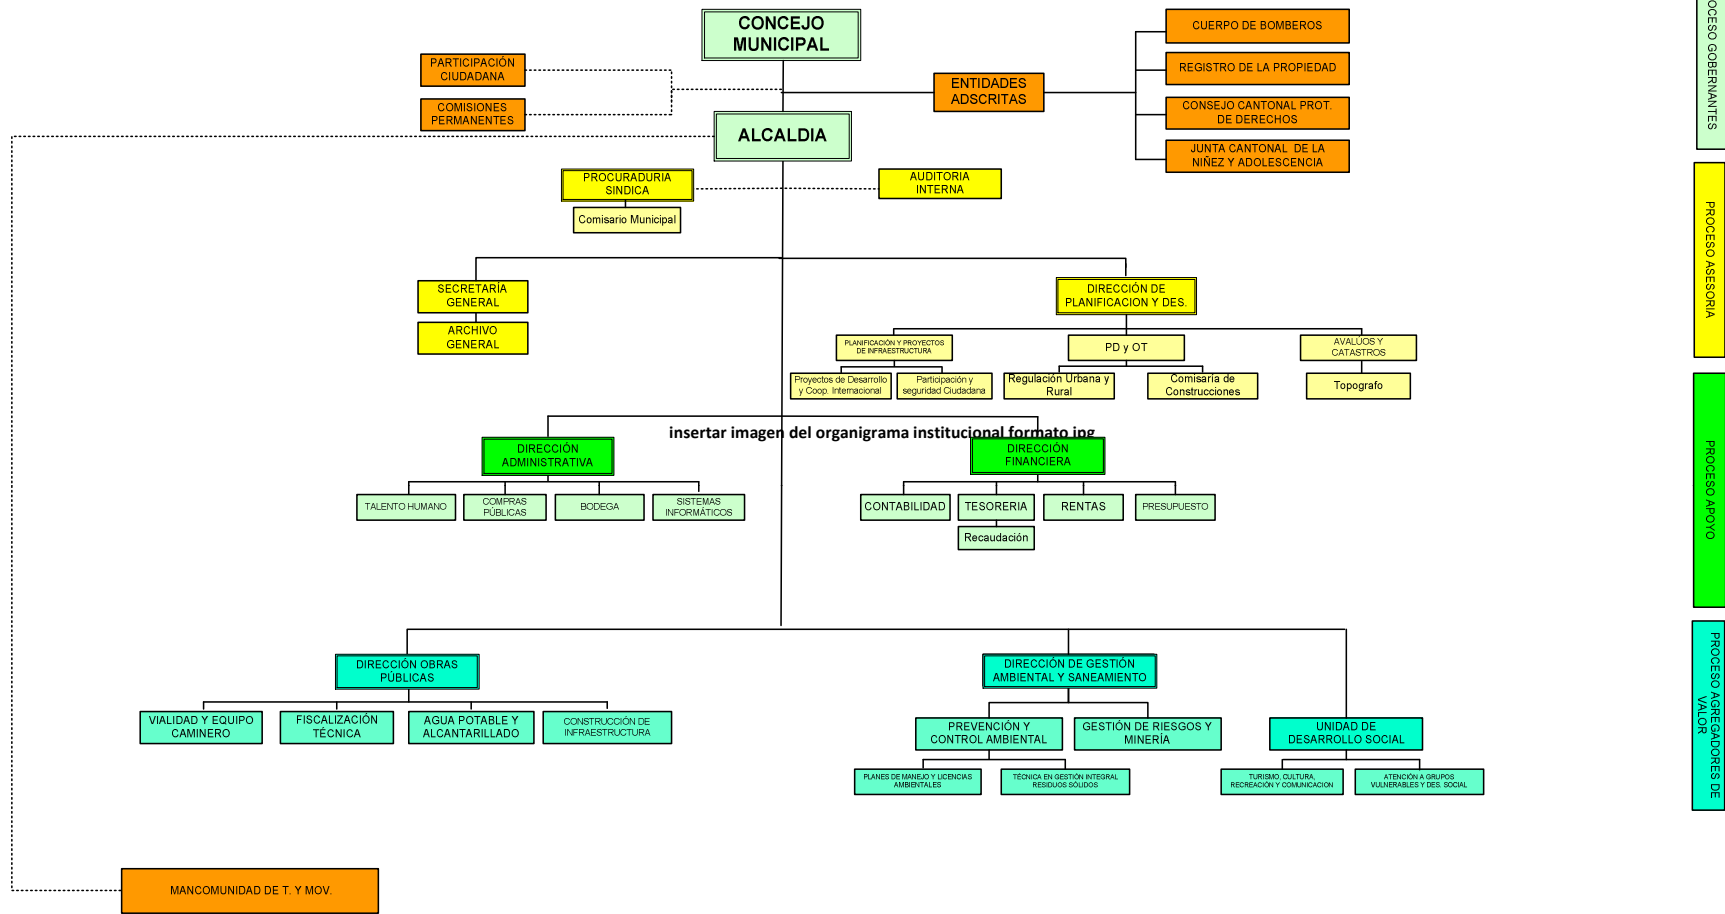 CONCEJO
MUNICIPAL
PARTICIPACIÓN
CIUDADANA
COMISIONES
PERMANENTES
ENTIDADES
ADSCRITAS
CUERPO DE BOMBEROS
REGISTRO DE LA PROPIEDAD
CONSEJO CANTONAL PROT.
DE DERECHOS
JUNTA CANTONAL DE LA
NIÑEZ Y ADOLESCENCIA
ALCALDIA
PROCURADURIA
SINDICA
Comisario Municipal
AUDITORIA
INTERNA
SECRETARÍA
GENERAL
ARCHIVO
GENERAL
DIRECCIÓN DE
PLANIFICACION Y DES.
PLANIFICACIÓN Y PROYECTOS
DE INFRAESTRUCTURA
PD y OT
AVALÚOS Y
CATASTROS
Proyectos de Desarrollo
y Coop. Internacional
Participación y
seguridad Ciudadana
Regulación Urbana y
Rural
Comisaría de
Construcciones
Topografo
insertar imagen del organigrama institucional formato jpg
DIRECCIÓN
ADMINISTRATIVA
DIRECCIÓN
FINANCIERA
TALENTO HUMANO
COMPRAS
PÚBLICAS
BODEGA
SISTEMAS
INFORMÁTICOS
CONTABILIDAD
TESORERIA
RENTAS
PRESUPUESTO
Recaudación
DIRECCIÓN OBRAS
PÚBLICAS
DIRECCIÓN DE GESTIÓN
AMBIENTAL Y SANEAMIENTO
VIALIDAD Y EQUIPO
CAMINERO
FISCALIZACIÓN
TÉCNICA
AGUA POTABLE Y
ALCANTARILLADO
CONSTRUCCIÓN DE
INFRAESTRUCTURA
PREVENCIÓN Y
CONTROL AMBIENTAL
GESTIÓN DE RIESGOS Y
MINERÍA
UNIDAD DE
DESARROLLO SOCIAL
PLANES DE MANEJO Y LICENCIAS
AMBIENTALES
TÉCNICA EN GESTIÓN INTEGRAL
RESIDUOS SÓLIDOS
TURISMO, CULTURA,
RECREACIÓN Y COMUNICACION
ATENCIÓN A GRUPOS
VULNERABLES Y DES. SOCIAL
MANCOMUNIDAD DE T. Y MOV.
OCESO GOBERNANTES
PROCESO ASESORIA
PROCESO APOYO
PROCESO AGREGADORES DE
VALOR